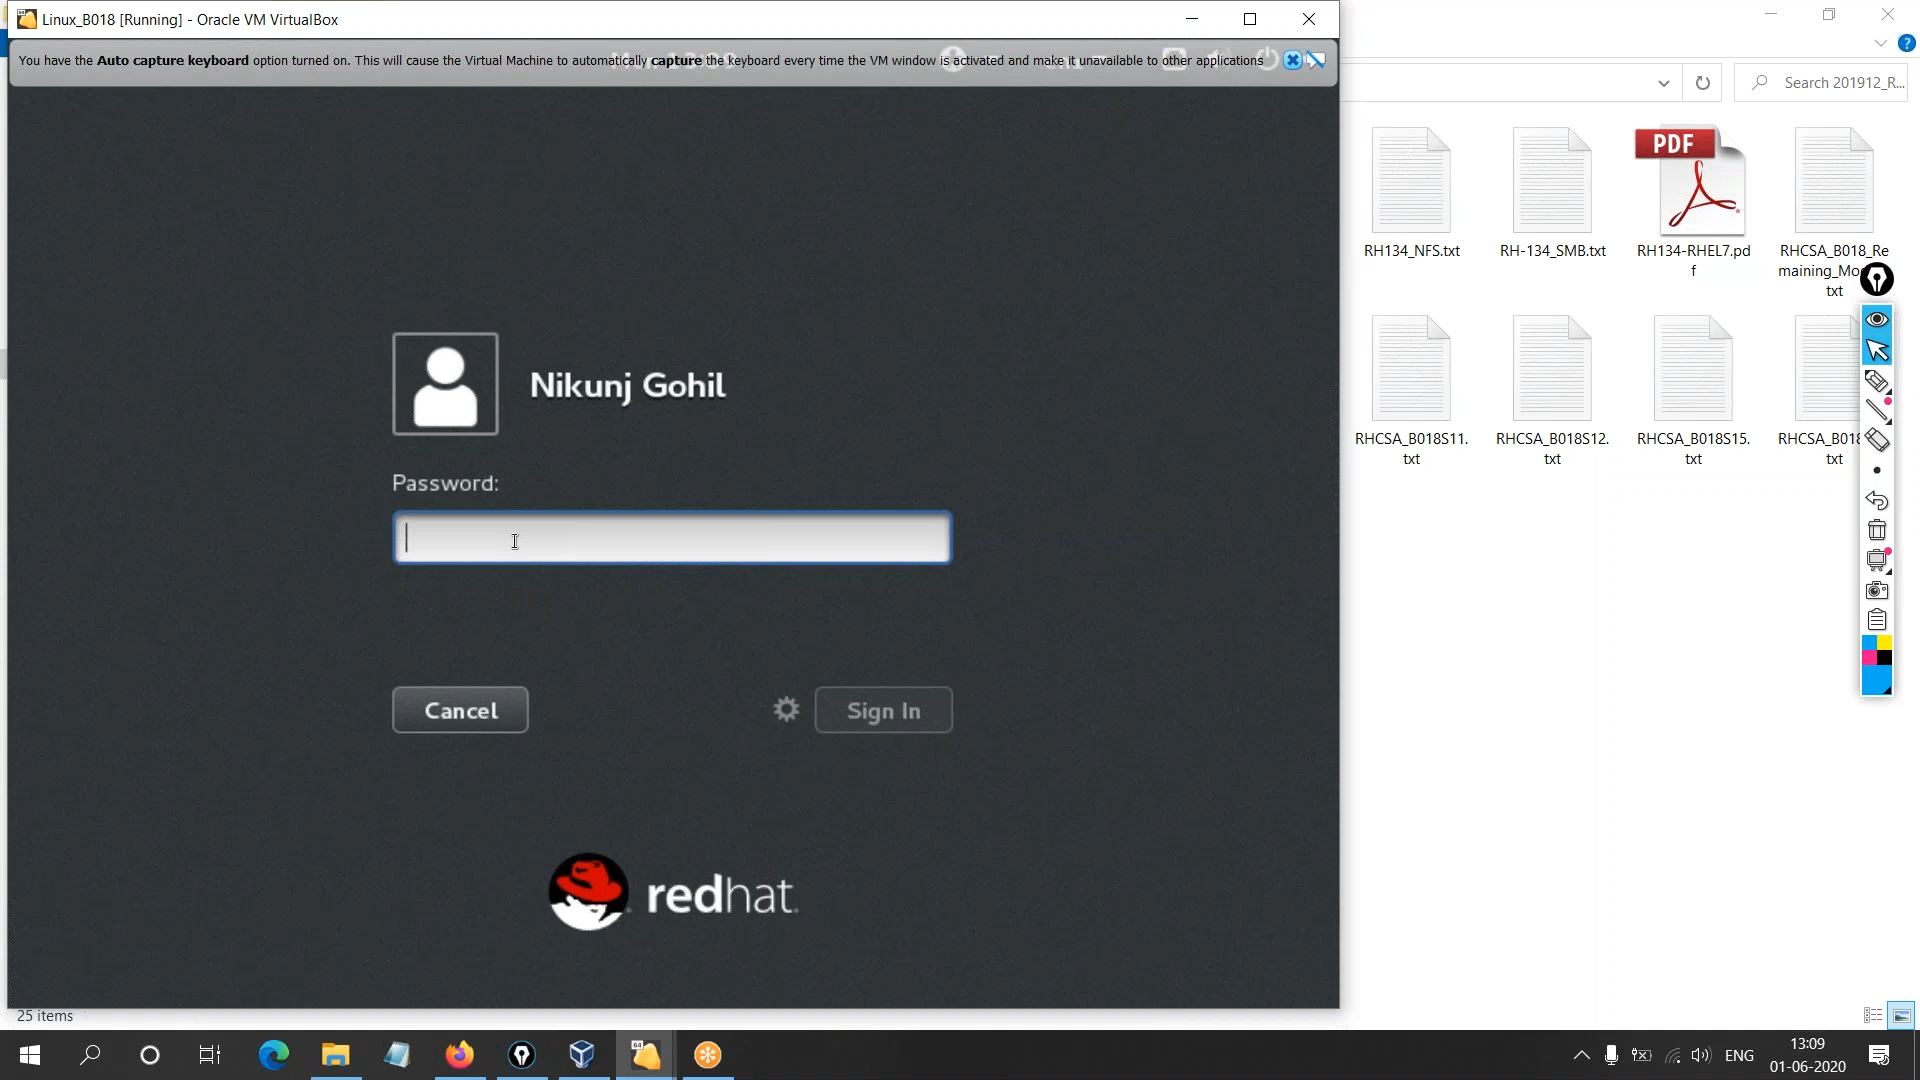 Linux_B018 [Running] - Oracle VM VirtualBox
You have the Auto capture keyboard option turned on. This will cause the Virtual Machine to automatically capture the keyboard every time the VM window is activated and make it unavailable to other applications
Search 201912_R...
PDF
RH134_NFS.txt
RH-134_SMB.txt
RH134-RHEL7.pd
f
RHCSA_B018_Re
maining_Mo
txt
Nikunj Gohil
Password:
RHCSA_B018S11.
txt
RHCSA_B018S12.
txt
RHCSA_B018S15.
txt
RHCSA_B018
txt
Cancel
Sign In
redhat.
25 items
64
ENG
13:09
01-06-2020